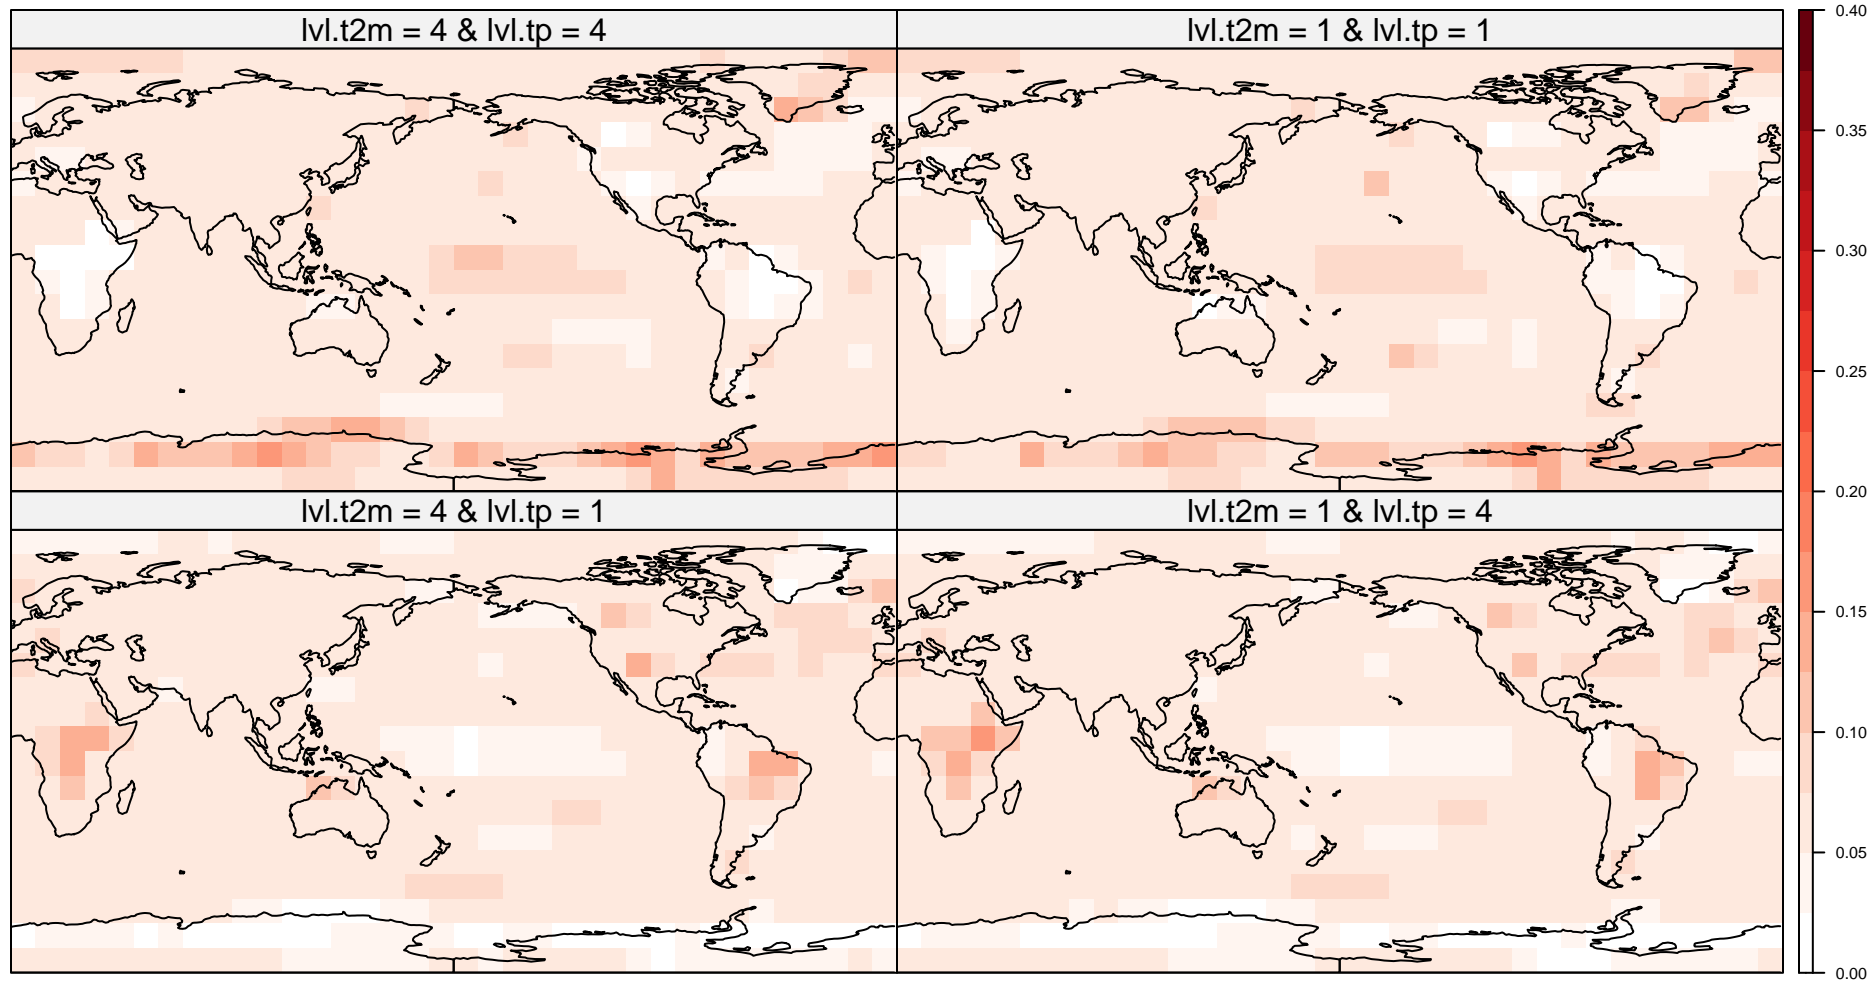 lvl.t2m = 4 & lvl.tp = 4
lvl.t2m = 1 & lvl.tp = 1
lvl.t2m = 4 & lvl.tp = 1
lvl.t2m = 1 & lvl.tp = 4
0.40
0.35
0.30
0.25
0.20
0.15
0.10
0.05
0.00